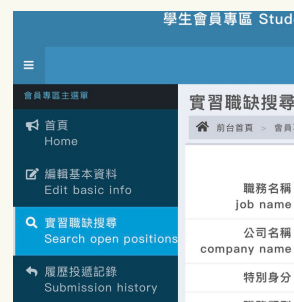 學生會員專區 Stud
會員專區主選單
首頁
Home
編輯基本資料
Edit basic info
實習職缺搜尋
Search open positions
履歷投遞記錄
Submission history
實習職缺搜尋
前台首頁 > 會員
職務名稱
job name
公司名稱
company name
特別身分